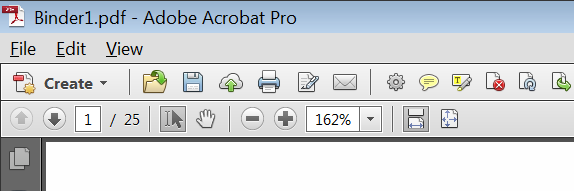 Binder1.pdf - Adobe Acrobat Pro
File Edit View
Create
1 / 25 162%